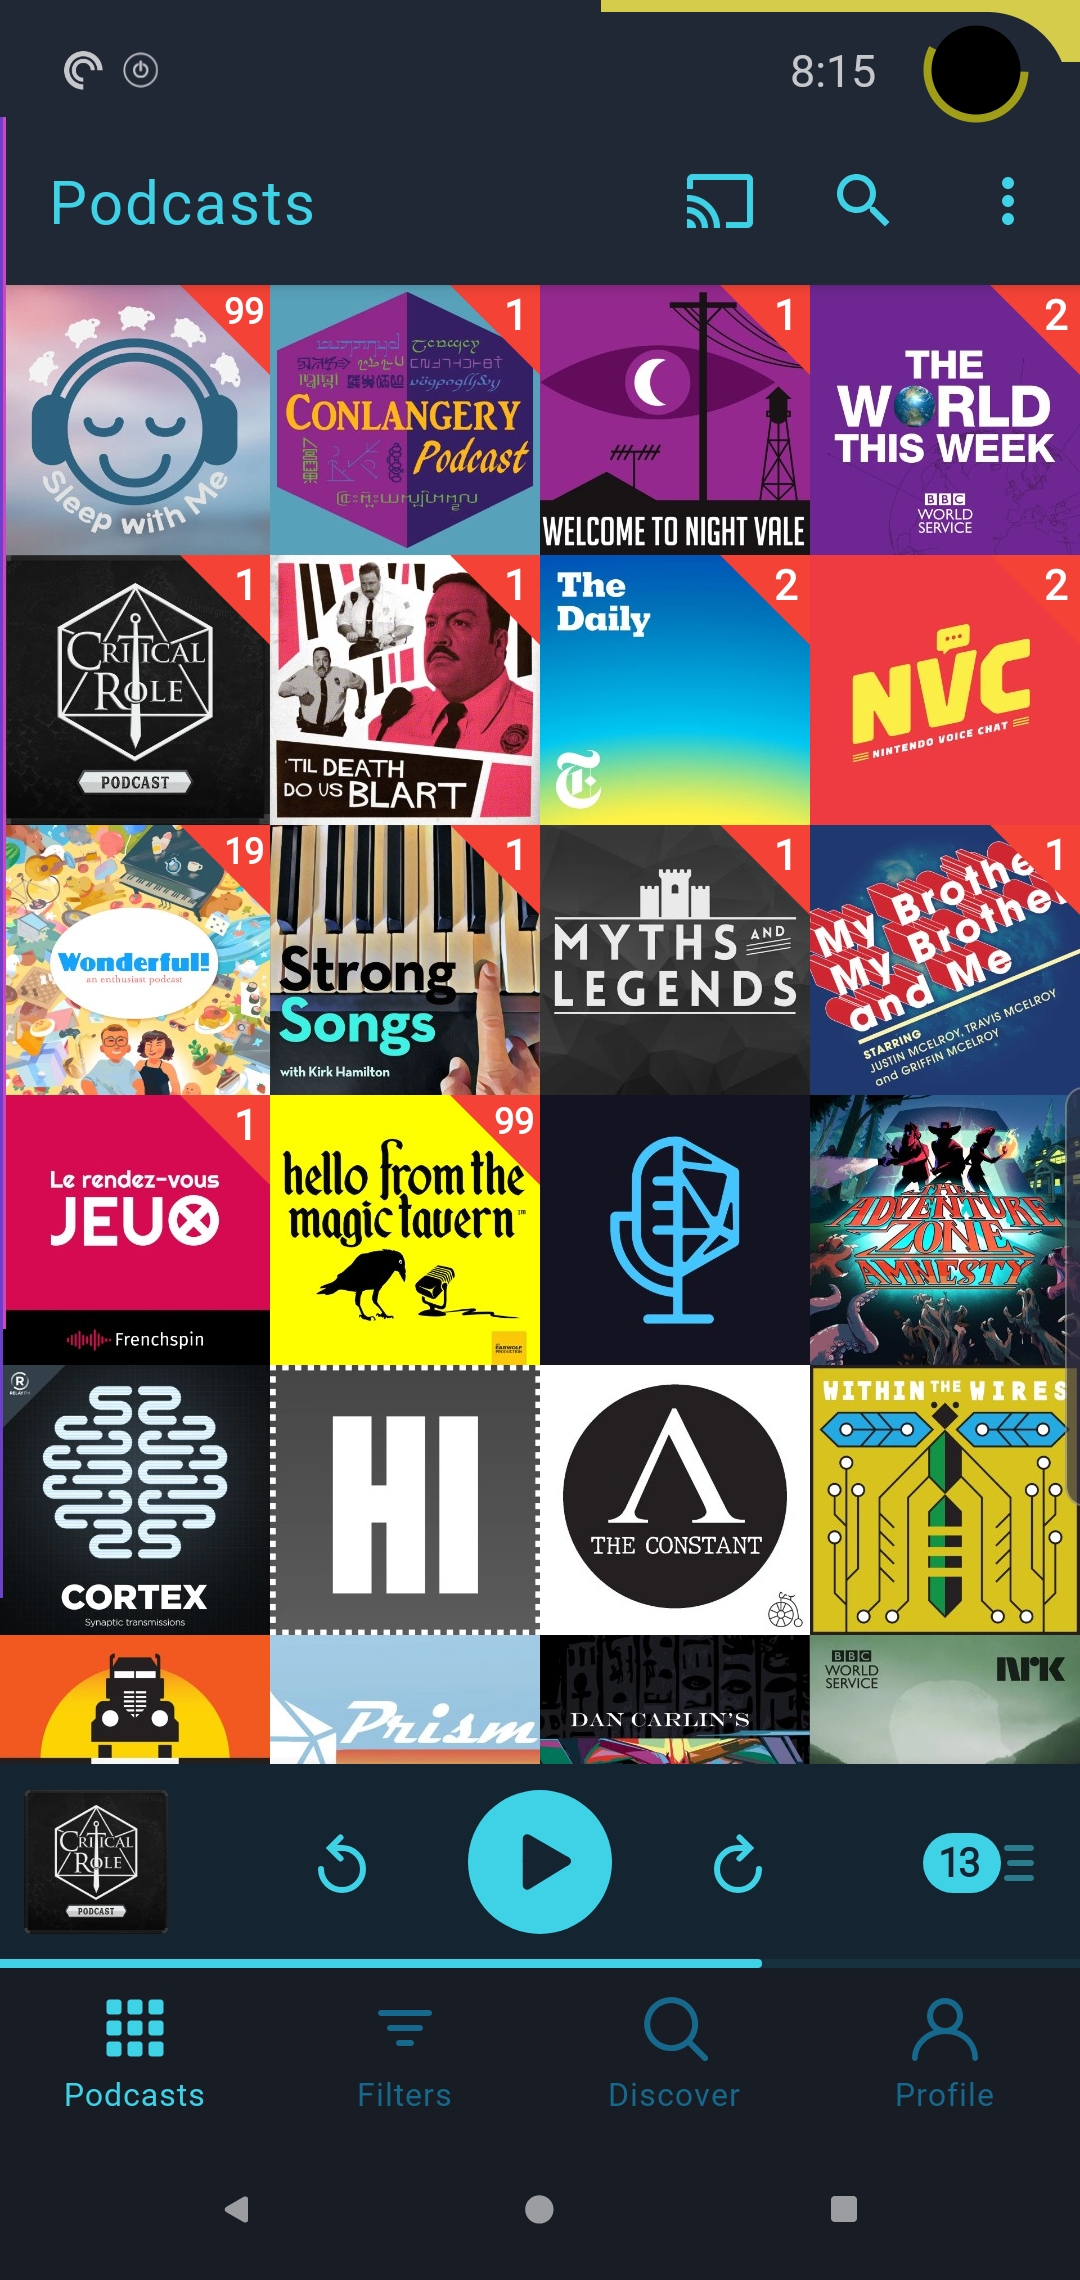 8:15
Podcasts
99
Sleep with Me
1
CONLANGERY
Podcast
1
WELCOME TO NIGHT VALE
2
THE
WORLD
THIS WEEK
BBC
WORLD
SERVICE
1
CRITICAL
ROLE
PODCAST
1
'TIL DEATH
DO US BLART
2
The
Daily
T
2
NVC
NINTENDO VOICE CHAT
19
Wonderful!
an enthusiast podcast
1
Strong
Songs
with Kirk Hamilton
1
MYTHS AND
LEGENDS
1
My Brother
My Brother
and Me
STARRING
JUSTIN MCELROY, TRAVIS MCELROY
and GRIFFIN MCELROY
1
Le rendez-vous
JEUX
Frenchspin
99
hello from the
magic tavern™
EARWOLF
PRODUCTION
THE
ADVENTURE
ZONE
AMNESTY
R
RELAY FM
CORTEX
Synaptic transmissions
HI
THE CONSTANT
WITHIN THE WIRES
Prism
DAN CARLIN'S
BBC
WORLD
SERVICE
NRK
CRITICAL
ROLE
PODCAST
13
Podcasts
Filters
Discover
Profile